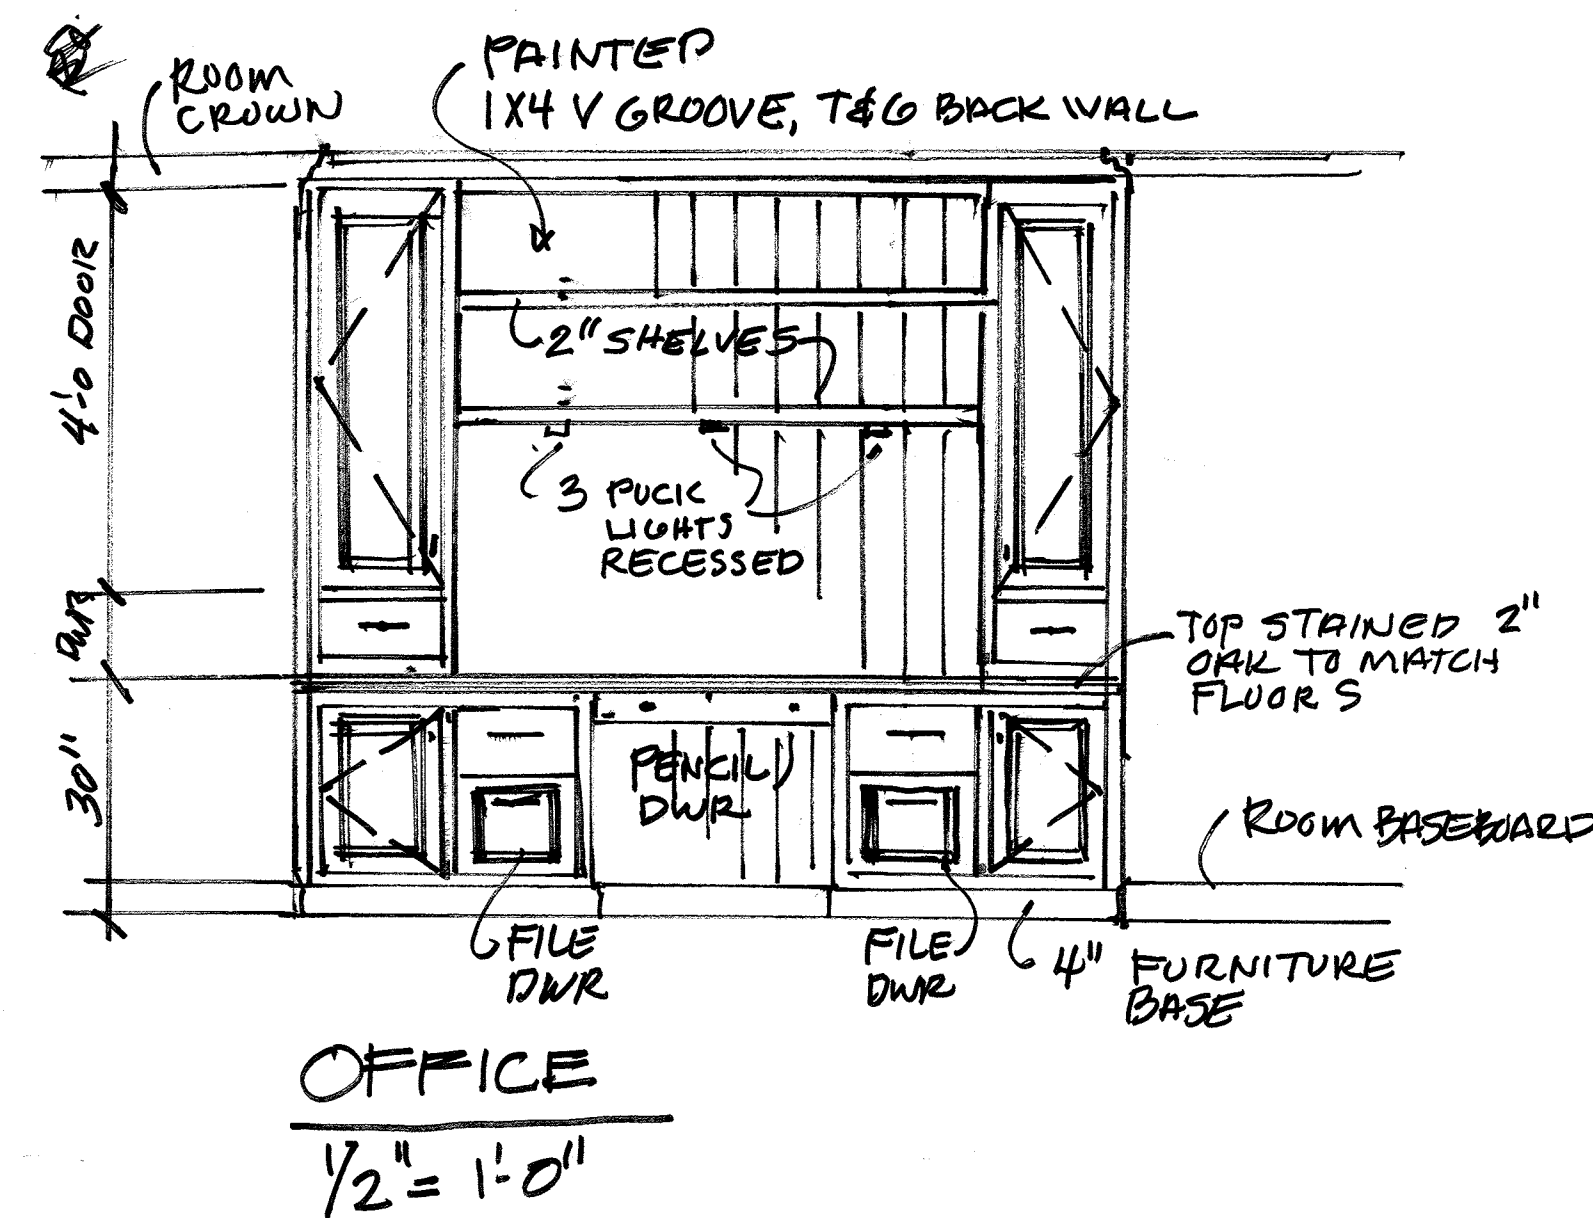 ROOM
CROWN
PAINTED
1X4 V GROOVE, T&G BACK WALL
4'-0 DOOR
2" SHELVES
3 PUCK
LIGHTS
RECESSED
DWR
TOP STAINED 2"
OAK TO MATCH
FLOORS
30"
PENCIL
DWR
ROOM BASEBOARD
FILE
DWR
FILE
DWR
4" FURNITURE
BASE
OFFICE
1/2" = 1'-0"